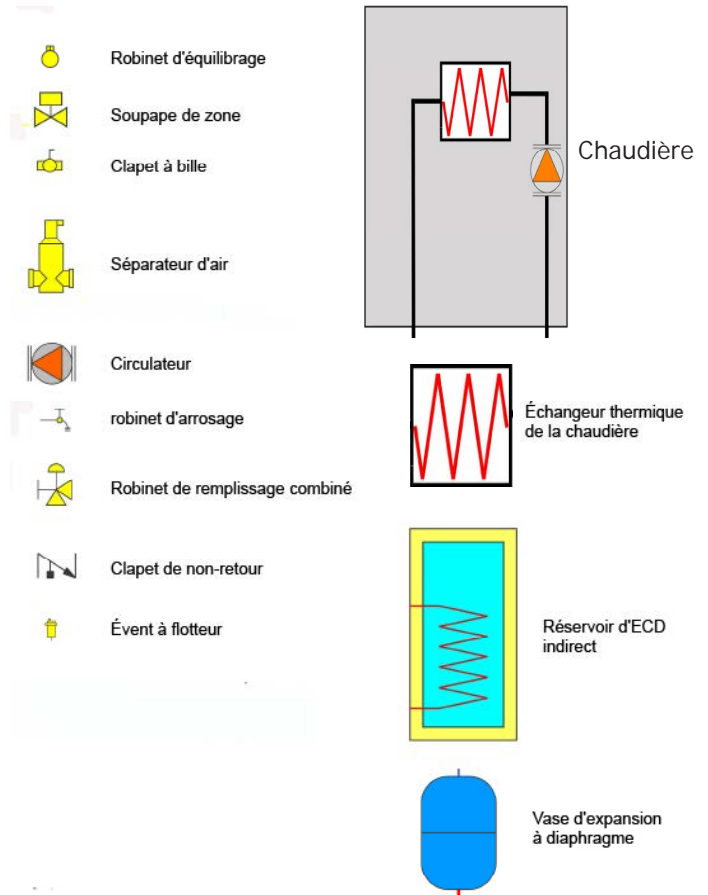 Robinet d'équilibrage
Soupape de zone
Clapet à bille
Séparateur d'air
Circulateur
robinet d'arrosage
Robinet de remplissage combiné
Clapet de non-retour
Évent à flotteur
Chaudière
Échangeur thermique
de la chaudière
Réservoir d'ECD
indirect
Vase d'expansion
à diaphragme